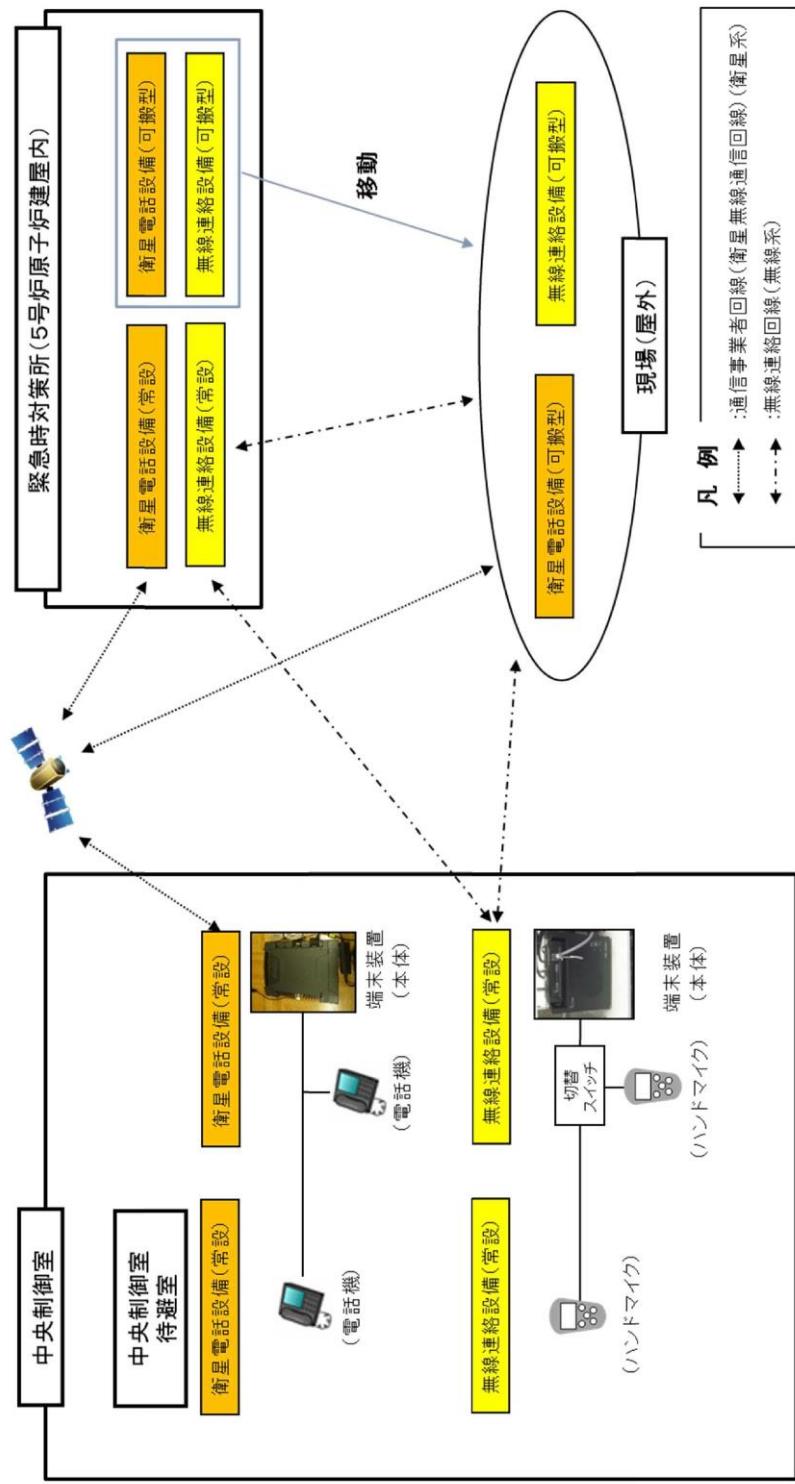 中央制御室
中央制御室
待避室
衛星電話設備(常設)
衛星電話設備(常設)
(電話機)
(電話機)
端末装置
(本体)
無線連絡設備(常設)
無線連絡設備(常設)
切替
スイッチ
(ハンドマイク)
(ハンドマイク)
端末装置
(本体)
緊急時対策所(5号炉原子炉建屋内)
衛星電話設備(常設)
衛星電話設備(可搬型)
無線連絡設備(常設)
無線連絡設備(可搬型)
移動
衛星電話設備(可搬型)
無線連絡設備(可搬型)
現場(屋外)
凡 例
:通信事業者回線(衛星無線通信回線)(衛星系)
:無線連絡回線(無線系)